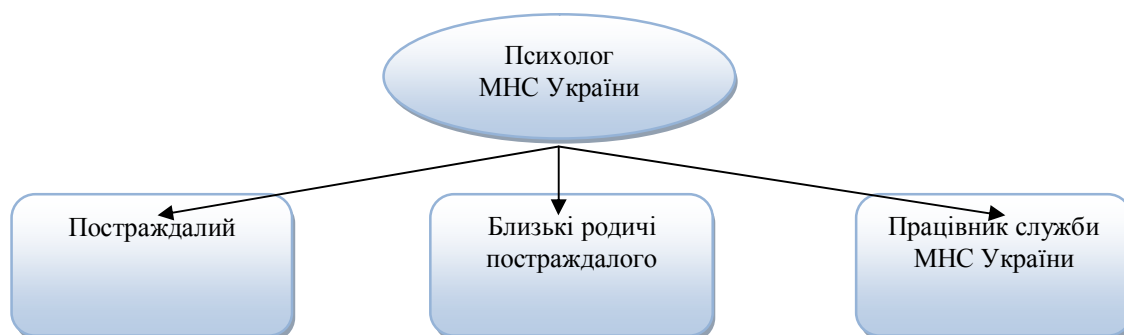 Психолог
МНС України
Постраждалий
Близькі родичі
постраждалого
Працівник служби
МНС України